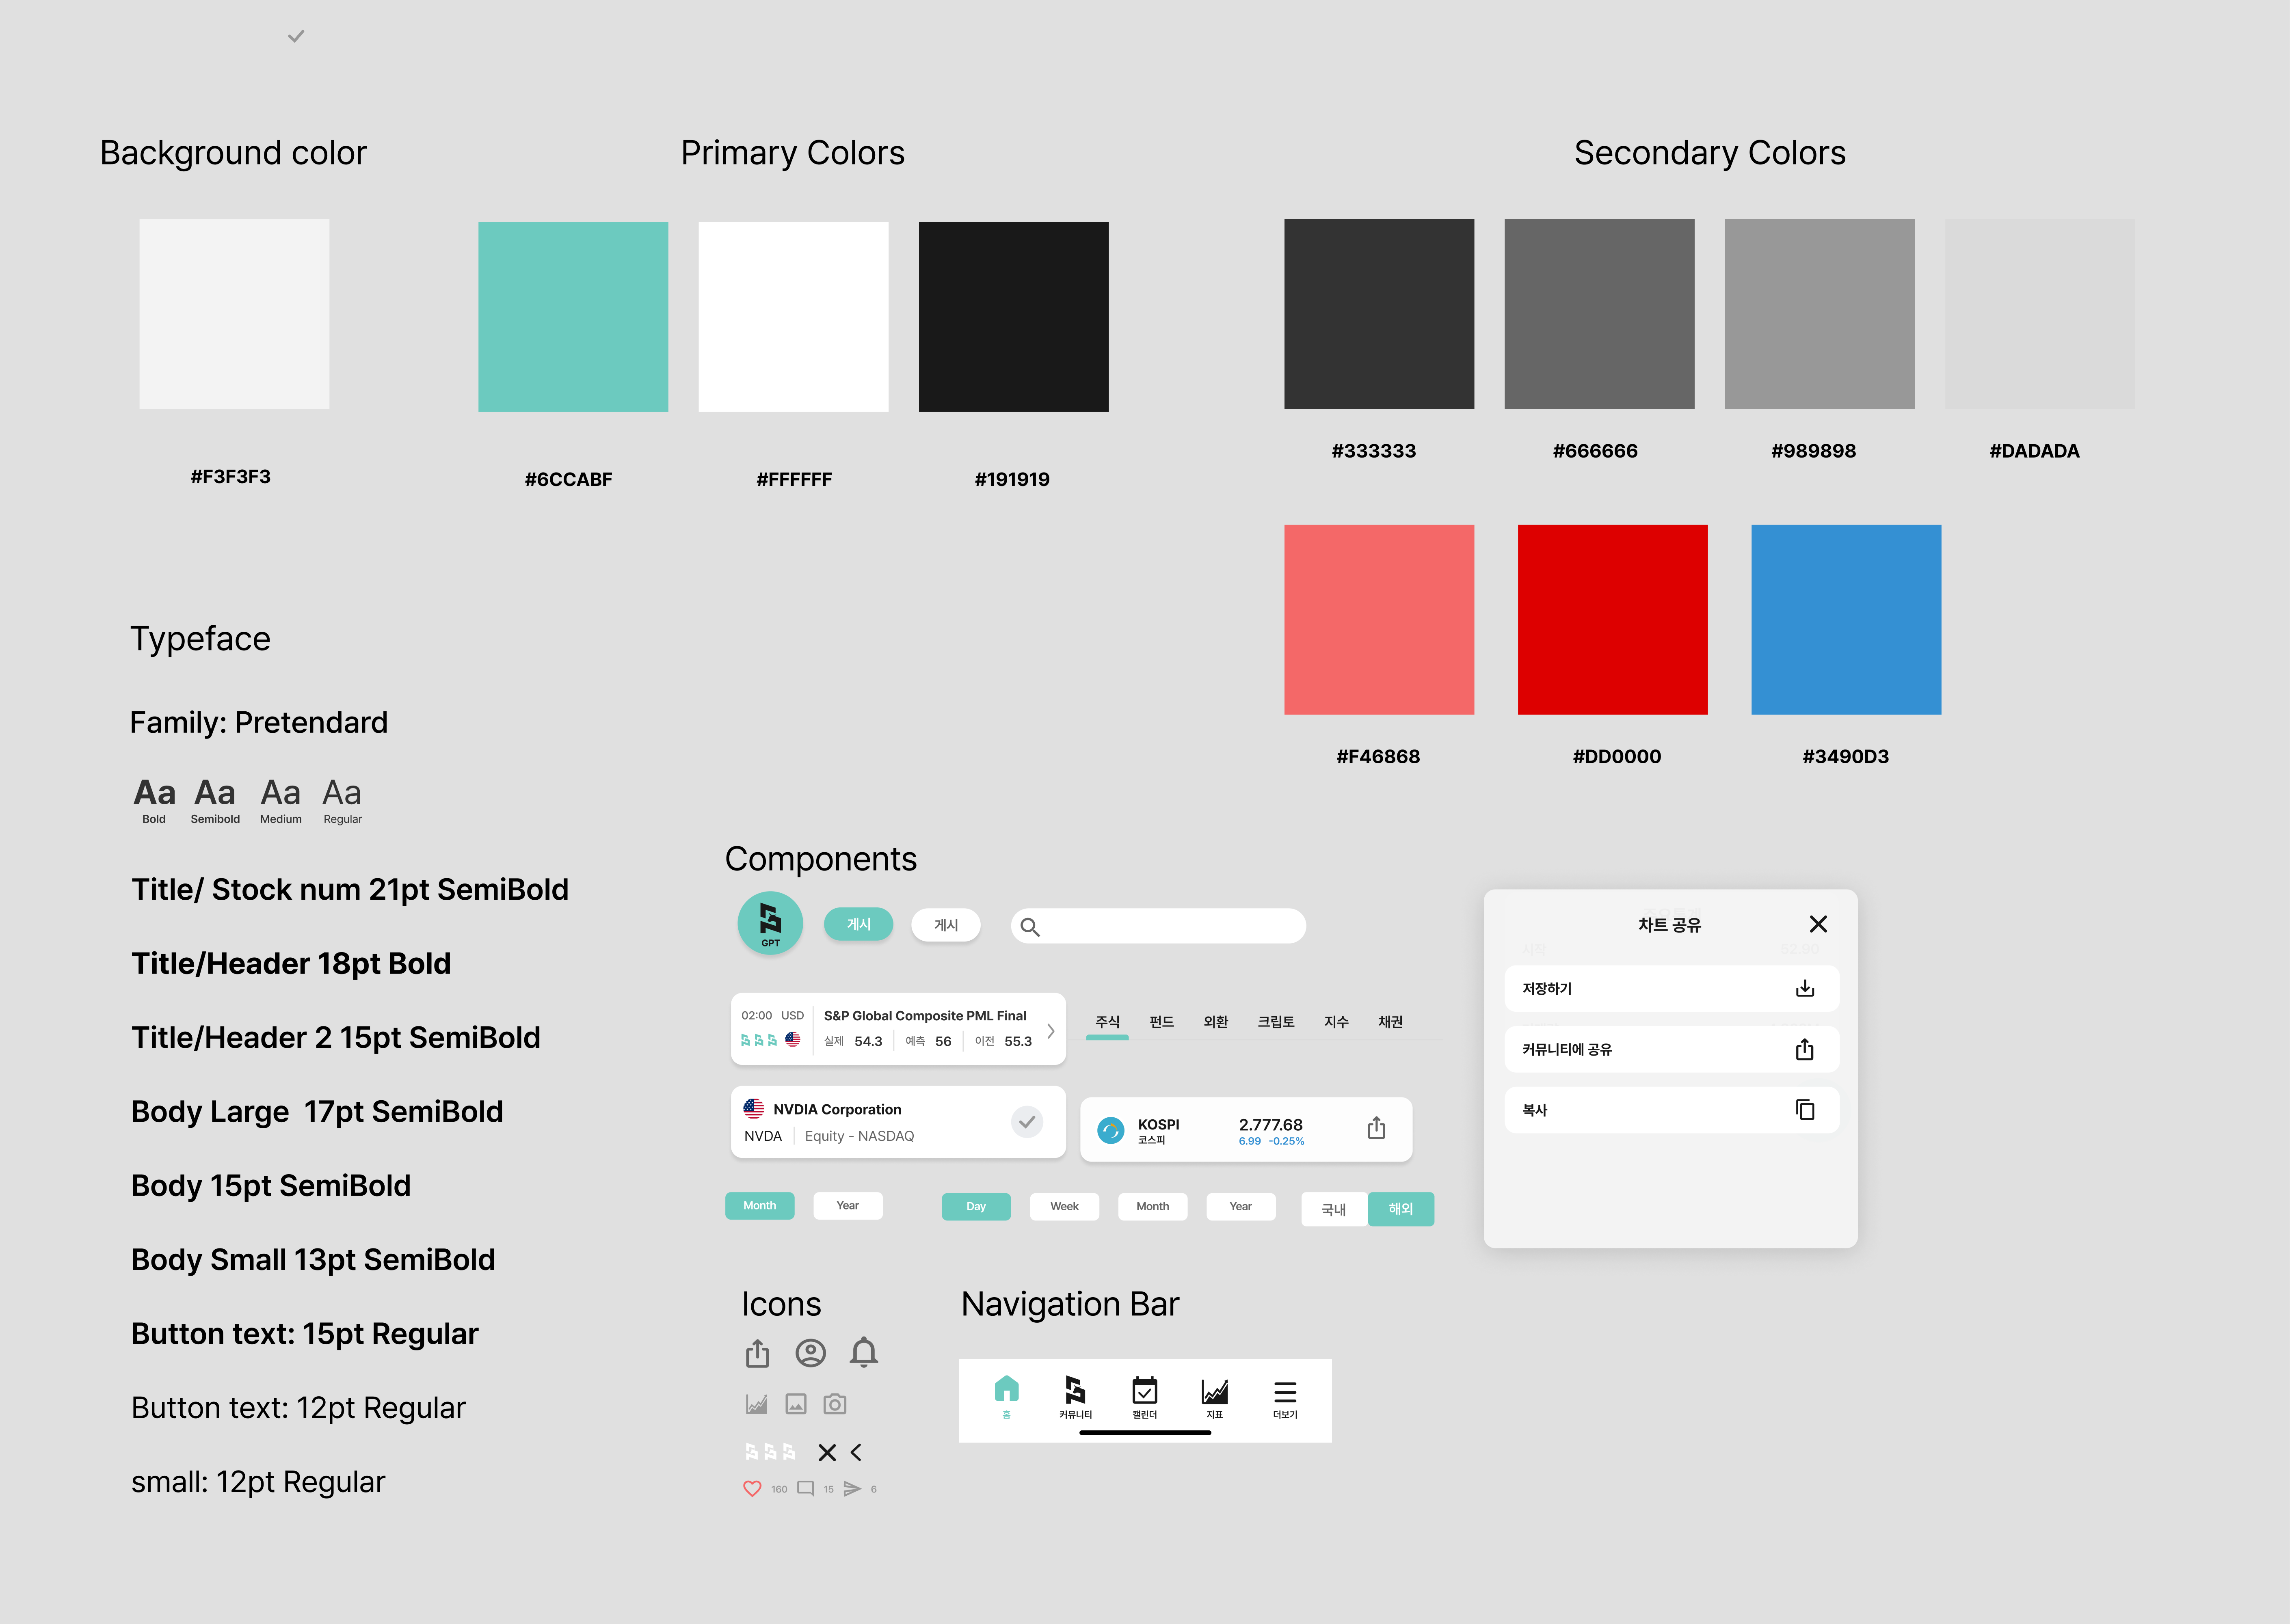 Background color
Primary Colors
Secondary Colors
#F3F3F3
#6CCABF
#FFFFFF
#191919
#333333
#666666
#989898
#DADADA
#F46868
#DD0000
#3490D3
Typeface
Family: Pretendard
Aa Aa Aa Aa
Bold Semibold Medium Regular
Title/ Stock num 21pt SemiBold
Title/Header 18pt Bold
Title/Header 2 15pt SemiBold
Body Large 17pt SemiBold
Body 15pt SemiBold
Body Small 13pt SemiBold
Button text: 15pt Regular
Button text: 12pt Regular
small: 12pt Regular
Components
GPT
게시
게시
02:00 USD
S&P Global Composite PML Final
실제 54.3 예측 56 이전 55.3
주식 펀드 외환 크립토 지수 채권
NVDIA Corporation
NVDA Equity - NASDAQ
KOSPI
코스피
2.777.68
6.99 -0.25%
Month Year
Day Week Month Year
국내 해외
차트 공유
시작 52.90
저장하기
커뮤니티에 공유
복사
Icons
160 15 6
Navigation Bar
홈 커뮤니티 캘린더 지표 더보기